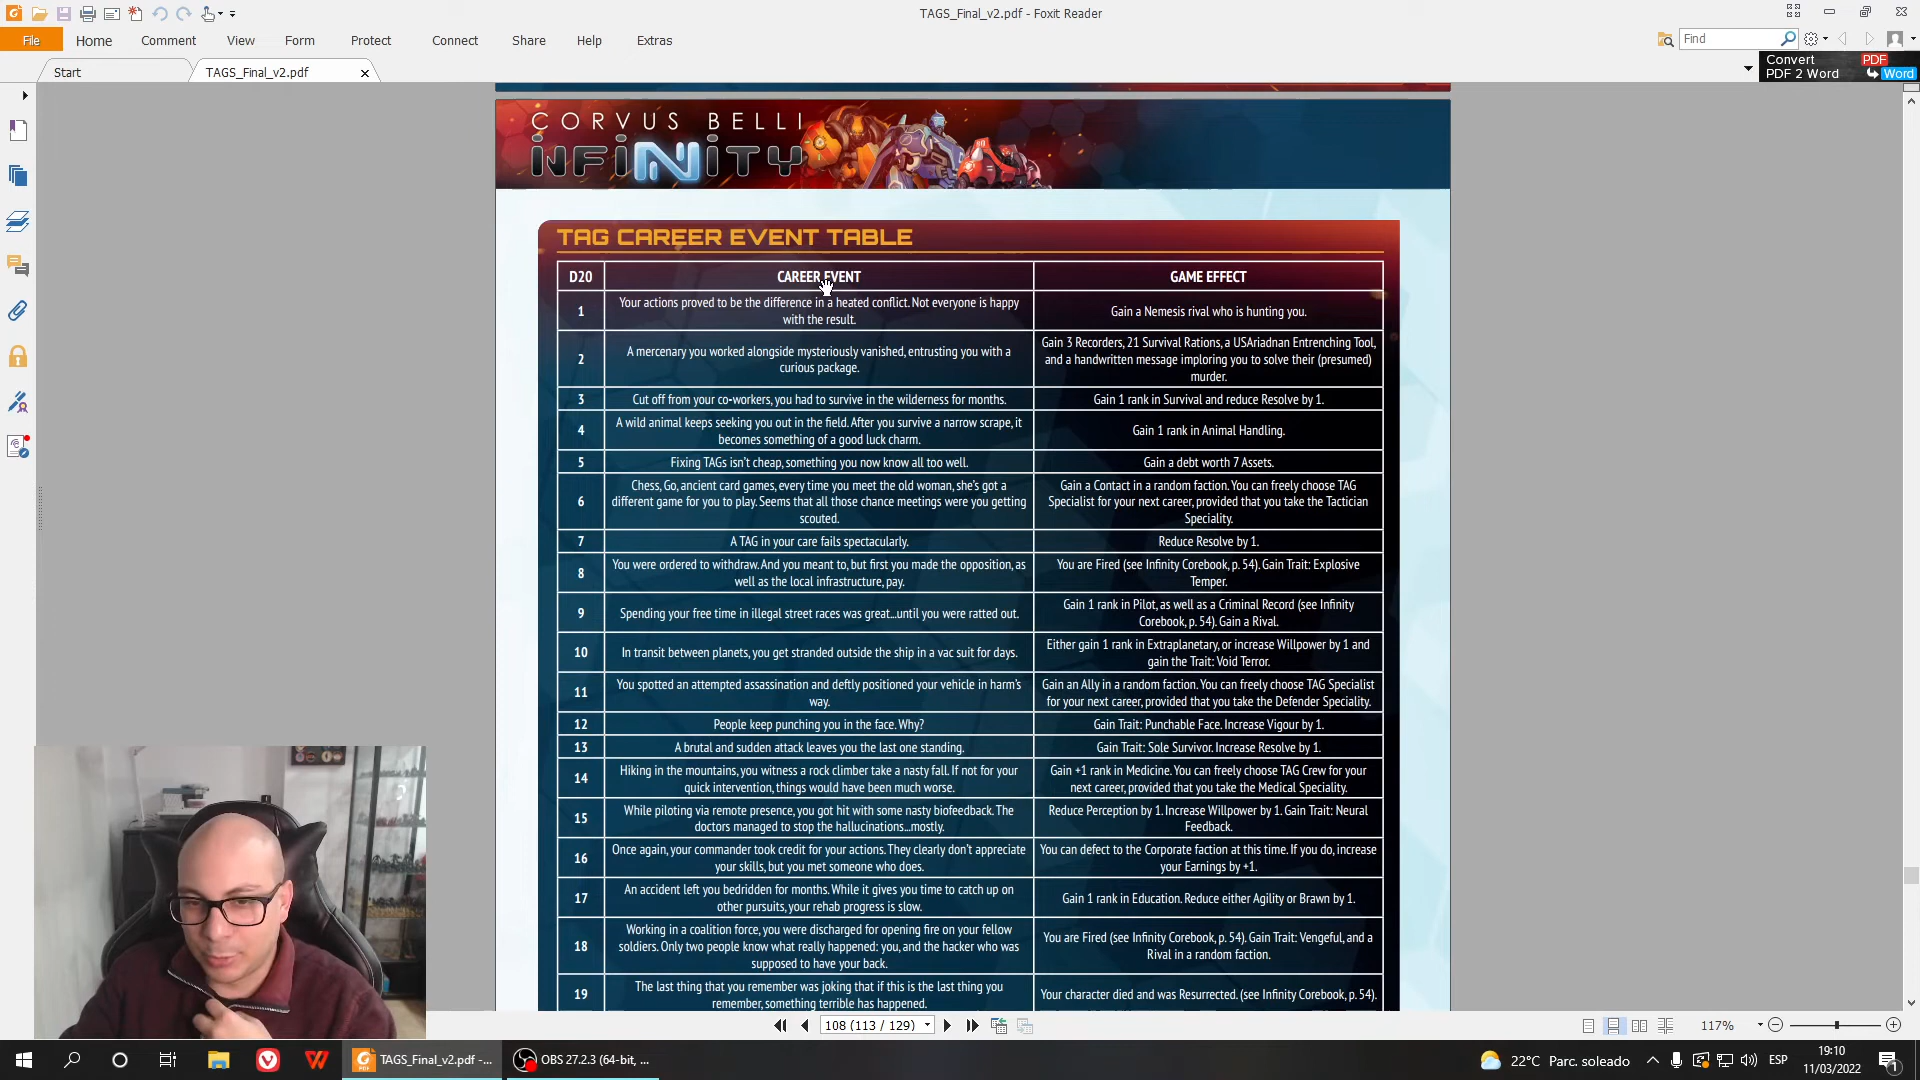 TAGS_Final_v2.pdf - Foxit Reader
File
Home
Comment
View
Form
Protect
Connect
Share
Help
Extras
Find
Start
TAGS_Final_v2.pdf
Convert
PDF 2 Word
PDF
Word
CORVUS BELLI
INFINITY
TAG CAREER EVENT TABLE
D20
CAREER EVENT
GAME EFFECT
1
Your actions proved to be the difference in a heated conflict. Not everyone is happy
with the result.
Gain a Nemesis rival who is hunting you.
2
A mercenary you worked alongside mysteriously vanished, entrusting you with a
curious package.
Gain 3 Recorders, 21 Survival Rations, a USAriadnan Entrenching Tool,
and a handwritten message imploring you to solve their (presumed)
murder.
3
Cut off from your co-workers, you had to survive in the wilderness for months.
Gain 1 rank in Survival and reduce Resolve by 1.
4
A wild animal keeps seeking you out in the field. After you survive a narrow scrape, it
becomes something of a good luck charm.
Gain 1 rank in Animal Handling.
5
Fixing TAGs isn't cheap, something you now know all too well.
Gain a debt worth 7 Assets.
6
Chess, Go, ancient card games, every time you meet the old woman, she's got a
different game for you to play. Seems that all those chance meetings were you getting
scouted.
Gain a Contact in a random faction. You can freely choose TAG
Specialist for your next career, provided that you take the Tactician
Speciality.
7
A TAG in your care fails spectacularly.
Reduce Resolve by 1.
8
You were ordered to withdraw. And you meant to, but first you made the opposition, as
well as the local infrastructure, pay.
You are Fired (see Infinity Corebook, p. 54). Gain Trait: Explosive
Temper.
9
Spending your free time in illegal street races was great...until you were ratted out.
Gain 1 rank in Pilot, as well as a Criminal Record (see Infinity
Corebook, p. 54). Gain a Rival.
10
In transit between planets, you get stranded outside the ship in a vac suit for days.
Either gain 1 rank in Extraplanetary, or increase Willpower by 1 and
gain the Trait: Void Terror.
11
You spotted an attempted assassination and deftly positioned your vehicle in harm's
way.
Gain an Ally in a random faction. You can freely choose TAG Specialist
for your next career, provided that you take the Defender Speciality.
12
People keep punching you in the face. Why?
Gain Trait: Punchable Face. Increase Vigour by 1.
13
A brutal and sudden attack leaves you the last one standing.
Gain Trait: Sole Survivor. Increase Resolve by 1.
14
Hiking in the mountains, you witness a rock climber take a nasty fall. If not for your
quick intervention, things would have been much worse.
Gain +1 rank in Medicine. You can freely choose TAG Crew for your
next career, provided that you take the Medical Speciality.
15
While piloting via remote presence, you got hit with some nasty biofeedback. The
doctors managed to stop the hallucinations...mostly.
Reduce Perception by 1. Increase Willpower by 1. Gain Trait: Neural
Feedback.
16
Once again, your commander took credit for your actions. They clearly don't appreciate
your skills, but you met someone who does.
You can defect to the Corporate faction at this time. If you do, increase
your Earnings by +1.
17
An accident left you bedridden for months. While it gives you time to catch up on
other pursuits, your rehab progress is slow.
Gain 1 rank in Education. Reduce either Agility or Brawn by 1.
18
Working in a coalition force, you were discharged for opening fire on your fellow
soldiers. Only two people know what really happened: you, and the hacker who was
supposed to have your back.
You are Fired (see Infinity Corebook, p. 54). Gain Trait: Vengeful, and a
Rival in a random faction.
19
The last thing that you remember was joking that if this is the last thing you
remember, something terrible has happened.
Your character died and was Resurrected. (see Infinity Corebook, p. 54).
108 (113 / 129)
117%
TAGS_Final_v2.pdf -...
OBS 27.2.3 (64-bit, ...
22°C Parc. soleado
ESP
19:10
11/03/2022
1